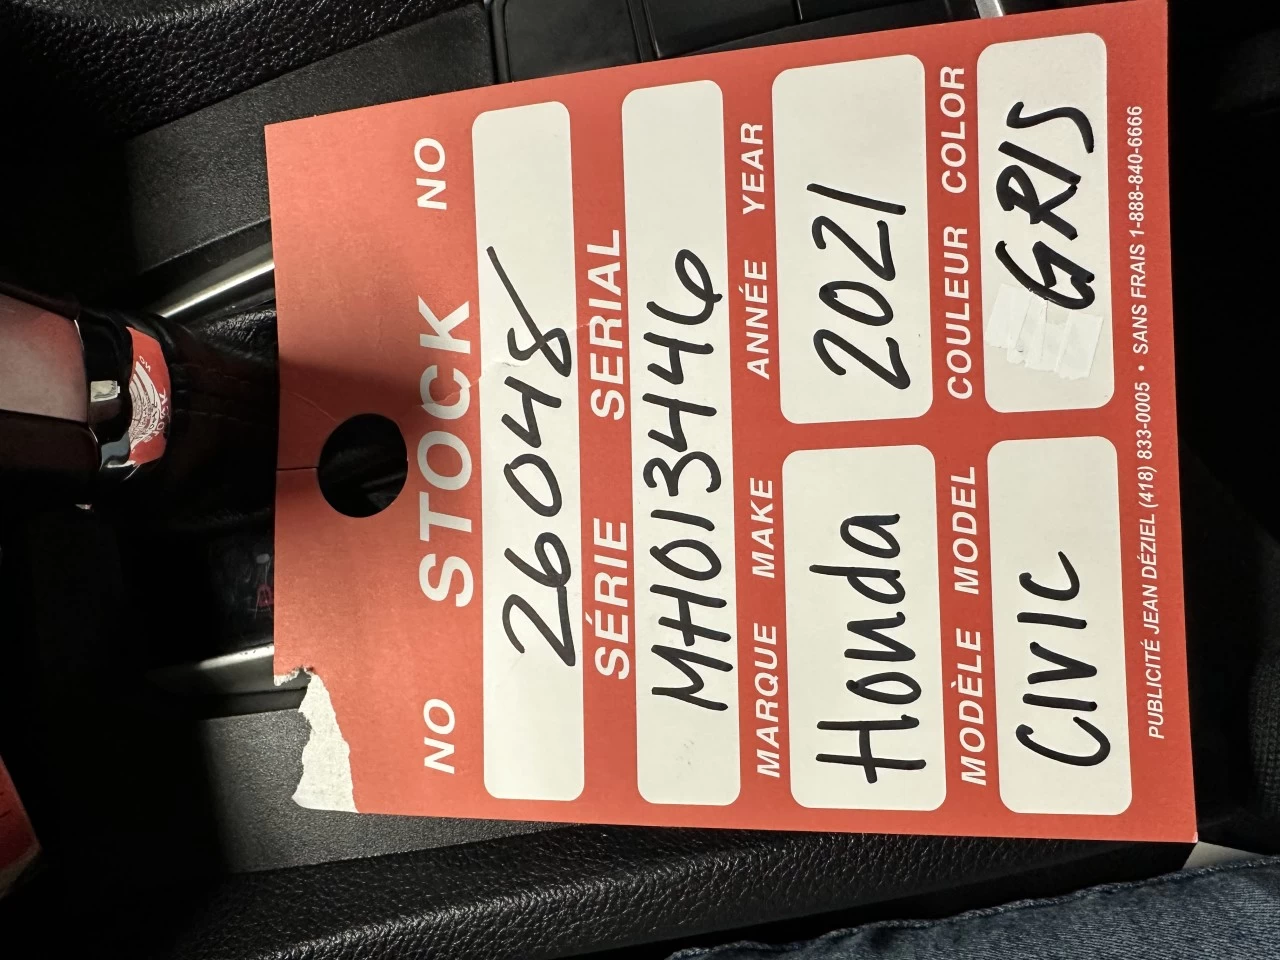 NO STOCK NO
26048
SÉRIE SERIAL
MH013446
MARQUE MAKE ANNÉE YEAR
Honda 2021
MODÈLE MODEL COULEUR COLOR
CIVIC GRIS
PUBLICITÉ JEAN DÉZIEL (418) 833-0005 • SANS FRAIS 1-888-840-6666